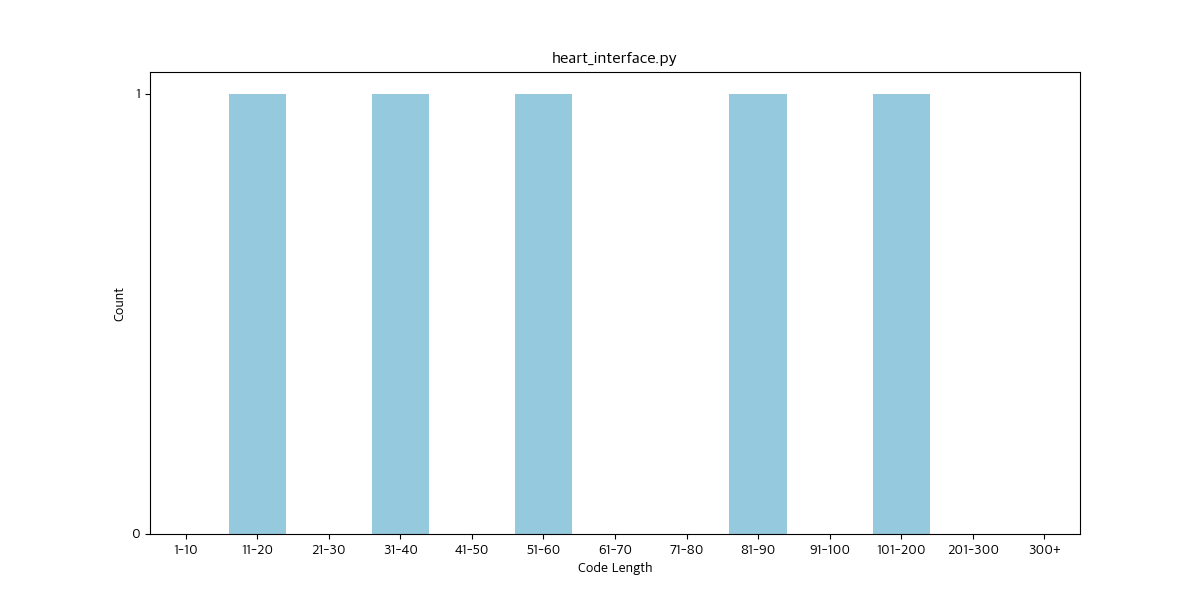 heart_interface.py
1
Count
0
1-10 11-20 21-30 31-40 41-50 51-60 61-70 71-80 81-90 91-100 101-200 201-300 300+
Code Length